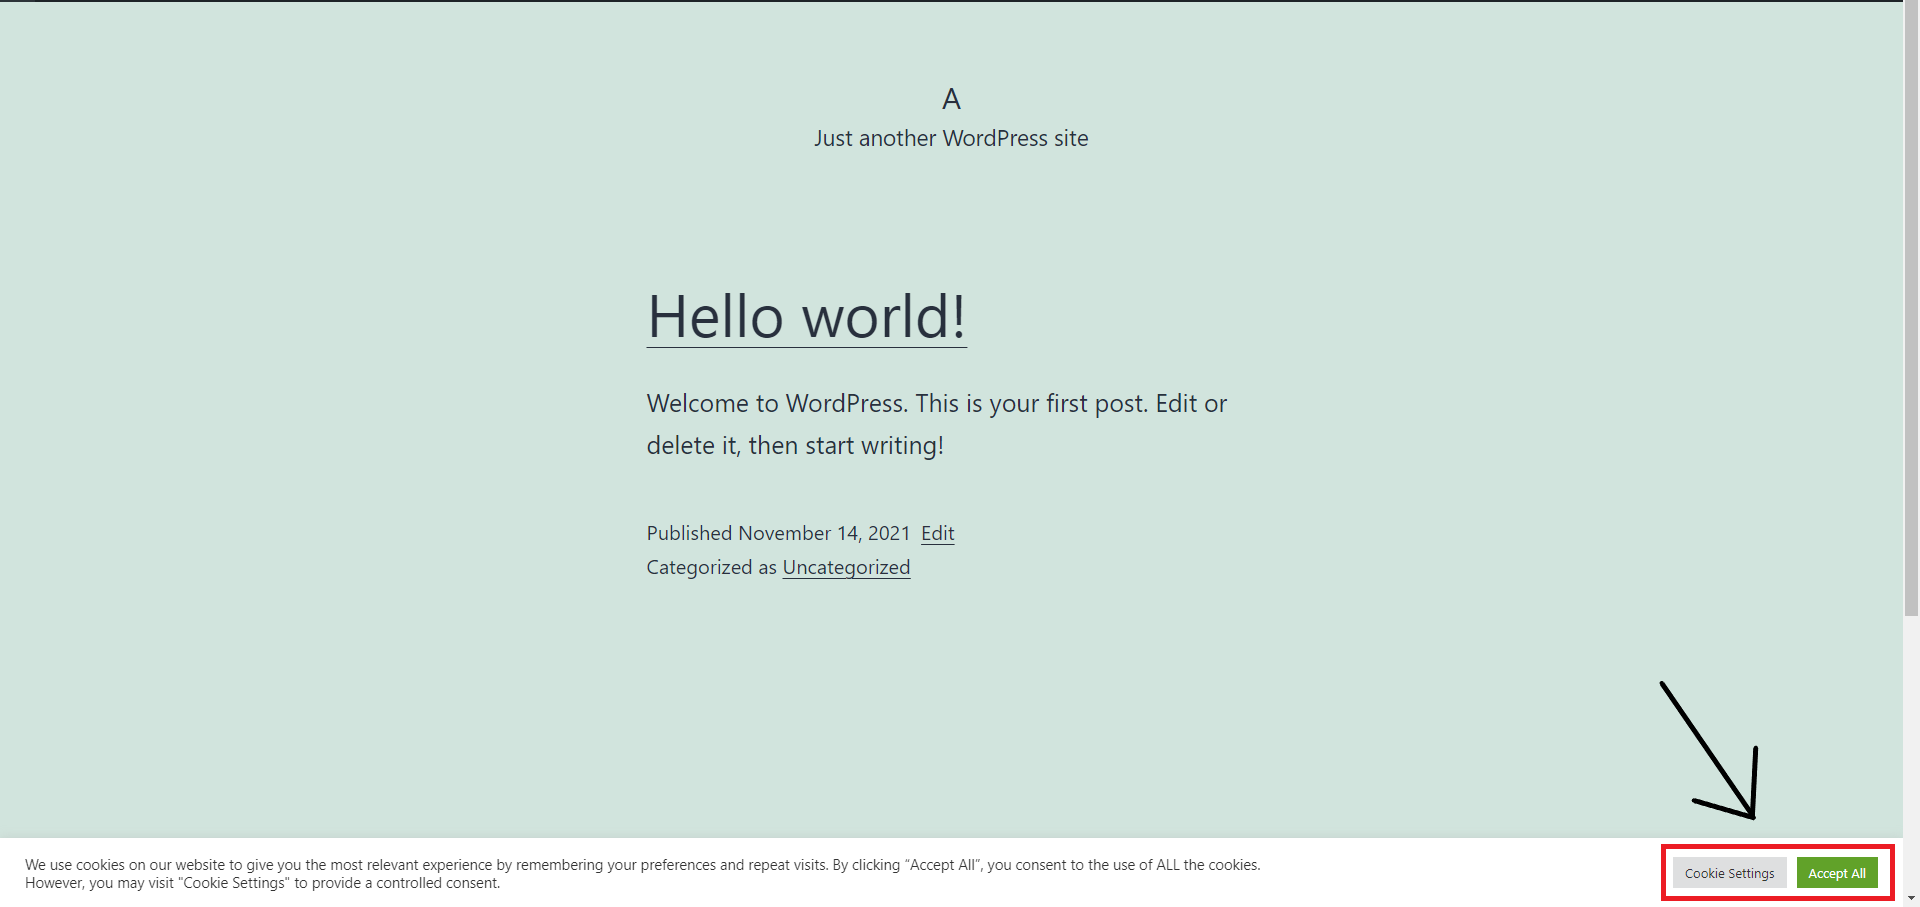 A
Just another WordPress site
Hello world!
Welcome to WordPress. This is your first post. Edit or
delete it, then start writing!
Published November 14, 2021 Edit
Categorized as Uncategorized
We use cookies on our website to give you the most relevant experience by remembering your preferences and repeat visits. By clicking “Accept All”, you consent to the use of ALL the cookies.
However, you may visit "Cookie Settings" to provide a controlled consent.
Cookie Settings Accept All